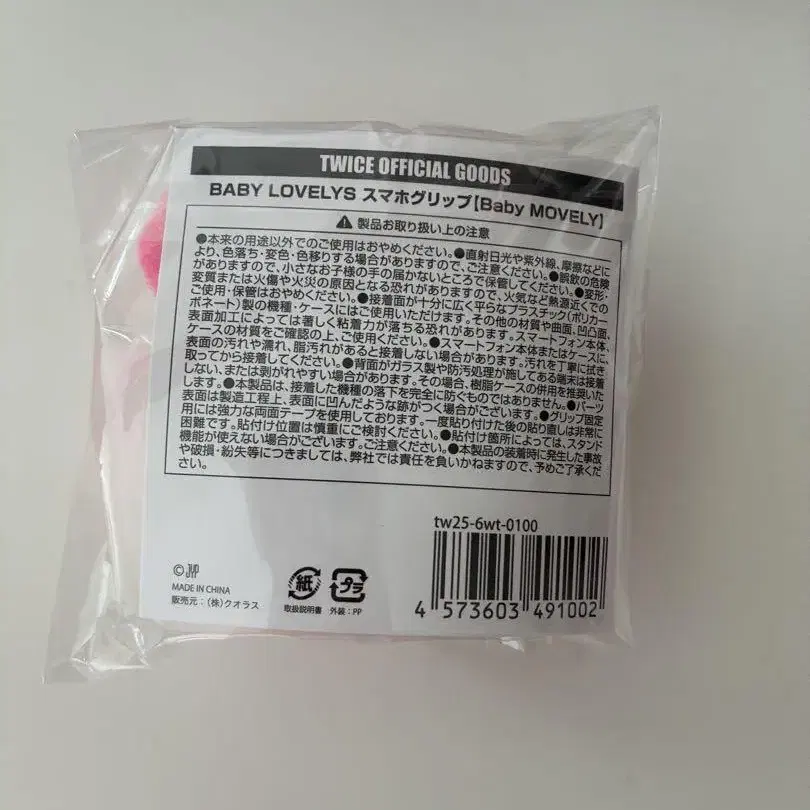 TWICE OFFICIAL GOODS
BABY LOVELYS スマホグリップ【Baby MOVELY】
製品お取り扱い上の注意
●本来の用途以外でのご使用はおやめください。●直射日光や紫外線、摩擦などに
より、色落ち・変色・色移りする場合がありますので、ご注意ください。●誤飲の危険
がありますので、小さなお子様の手の届かないところで保管してください。●変形・
変質または火傷や火災の原因となる恐れがありますので、火気など熱源近くでの
ご使用・保管はおやめください。●接着面が十分に広く平らなプラスチック(ポリカー
ボネート)製の機種・ケースにはご使用いただけます。その他の材質や曲面、凹凸面、
表面加工によっては著しく粘着力が落ちる恐れがあります。スマートフォン本体、
ケースの材質をご確認の上、ご使用ください。●スマートフォン本体またはケースに、
表面の汚れや濡れ、脂汚れがあると接着しない場合があります。汚れを丁寧に拭き
取ってから接着してください。●背面がガラス製や防汚処理が施してある端末は接着
しない、または剥がれやすい場合があります。その場合、樹脂ケースの併用を推奨いた
します。●本製品は、接着した機種の落下を完全に防ぐものではありません。●パーツ
表面は製造工程上、表面に凹んだような跡がつく場合がございます。●グリップ固定
用には強力な両面テープを使用しております。一度貼り付けた後の貼り直しは非常に
困難です。貼付け位置は慎重にご検討ください。●貼付け箇所によっては、スタンド
機能が使えない場合がございます。ご注意ください。●本製品の装着時に発生した事故
や破損・紛失等につきましては、弊社では責任を負いかねますので、予めご了承くだ
さい。
tw25-6wt-0100
©JYP
MADE IN CHINA
販売元：(株)クオラス
紙
取扱説明書
プラ
外装：PP
4 573603 491002